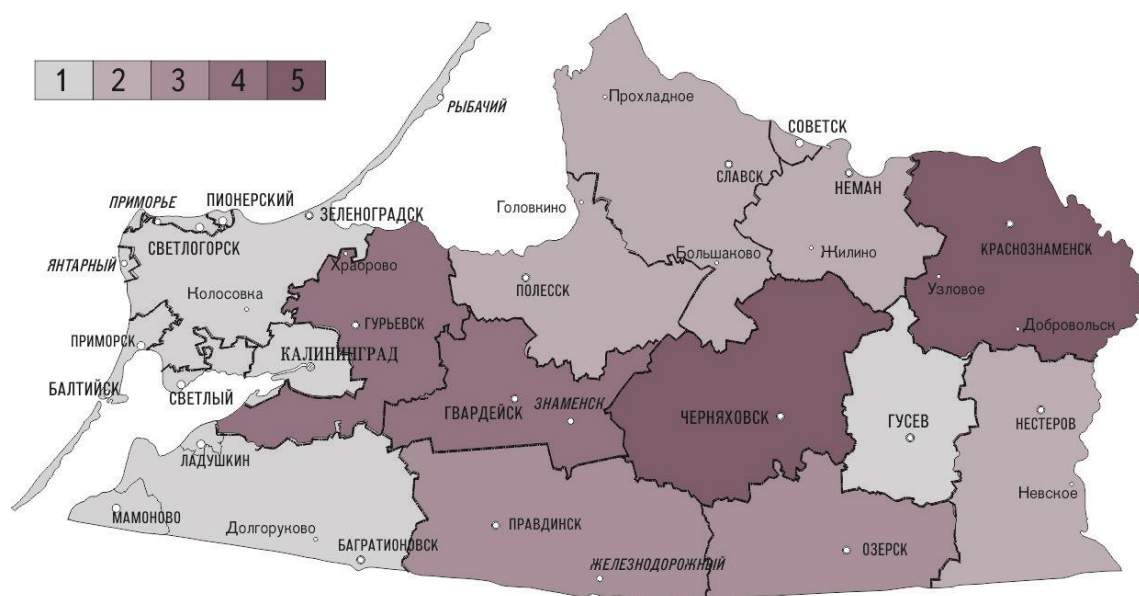 1 2 3 4 5
РЫБАЧИЙ
Прохладное
СОВЕТСК
СЛАВСК
НЕМАН
ПРИМОРЬЕ
ПИОНЕРСКИЙ
ЗЕЛЕНОГРАДСК
Головкино
СВЕТЛОГОРСК
КРАСНОЗНАМЕНСК
ЯНТАРНЫЙ
Храброво
Большаково
Жилино
Колосовка
ПОЛЕССК
Узловое
ГУРЬЕВСК
Добровольск
ПРИМОРСК
КАЛИНИНГРАД
БАЛТИЙСК
СВЕТЛЫЙ
ГВАРДЕЙСК
ЗНАМЕНСК
ЧЕРНЯХОВСК
ГУСЕВ
НЕСТЕРОВ
ЛАДУШКИН
Невское
МАМОНОВО
Долгоруково
ПРАВДИНСК
БАГРАТИОНОВСК
ОЗЕРСК
ЖЕЛЕЗНОДОРОЖНЫЙ